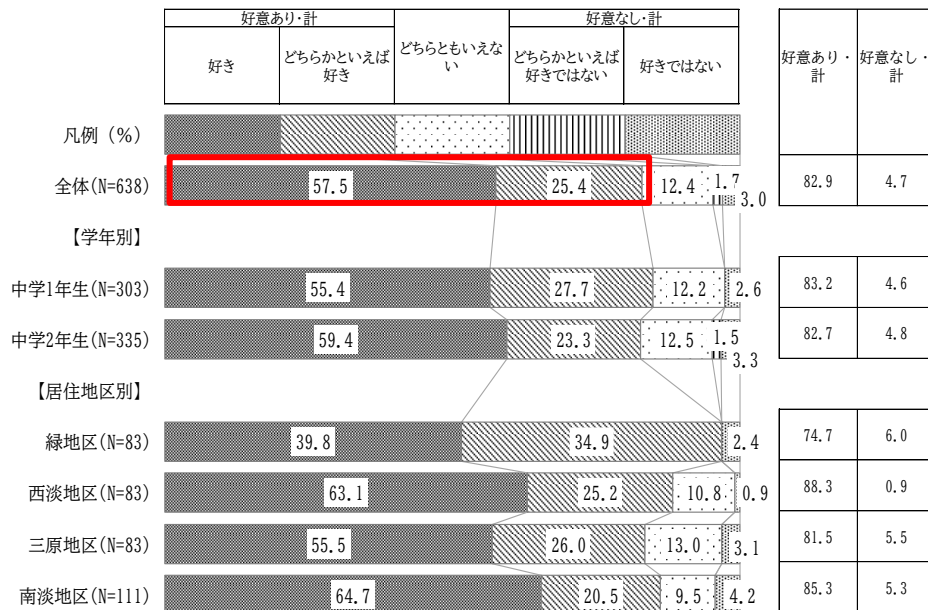 好意あり・計
好意なし・計
好き
どちらかといえば
好き
どちらともいえな
い
どちらかといえば
好きではない
好きではない
好意あり・
計
好意なし・
計
凡例 (%)
全体(N=638)
57.5
25.4
12.4
1.7
3.0
82.9
4.7
【学年別】
中学1年生(N=303)
55.4
27.7
12.2
2.6
83.2
4.6
中学2年生(N=335)
59.4
23.3
12.5
1.5
3.3
82.7
4.8
【居住地区別】
緑地区(N=83)
39.8
34.9
2.4
74.7
6.0
西淡地区(N=83)
63.1
25.2
10.8
0.9
88.3
0.9
三原地区(N=83)
55.5
26.0
13.0
3.1
81.5
5.5
南淡地区(N=111)
64.7
20.5
9.5
4.2
85.3
5.3